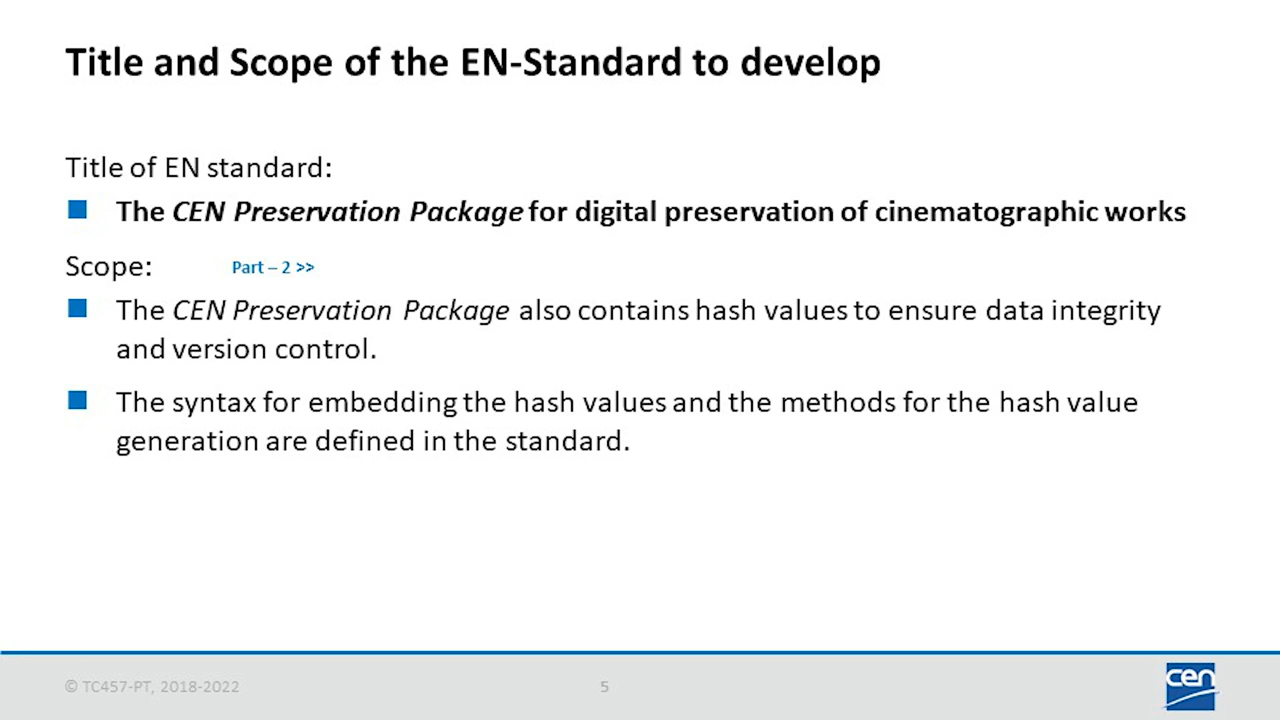 Title and Scope of the EN-Standard to develop
Title of EN standard:
The CEN Preservation Package for digital preservation of cinematographic works
Scope:
Part – 2 >>
The CEN Preservation Package also contains hash values to ensure data integrity
and version control.
The syntax for embedding the hash values and the methods for the hash value
generation are defined in the standard.
© TC457-PT, 2018-2022
5
cen